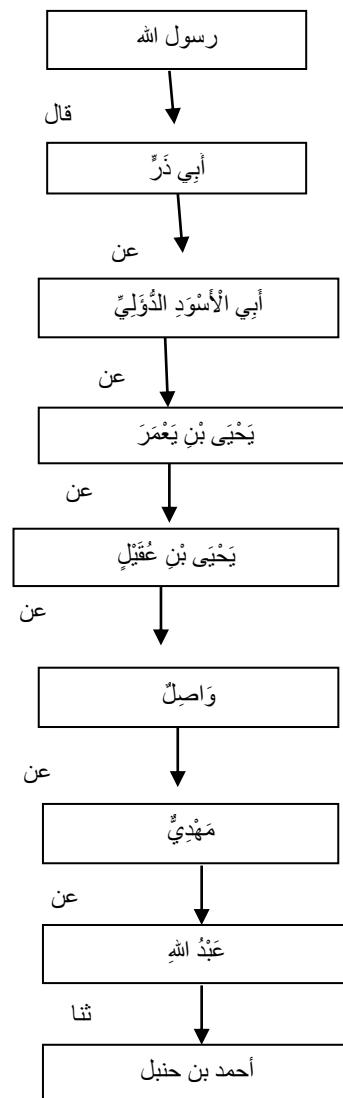 رسول الله
قال
أَبِي ذَرٍّ
عن
أَبِي الْأَسْوَدِ الدُّؤَلِيِّ
عن
يَحْيَى بْنِ يَعْمَرَ
عن
يَحْيَى بْنِ عُقَيْلٍ
عن
وَاصِلٌ
عن
مَهْدِيٌّ
عن
عَبْدُ اللهِ
ثنا
أحمد بن حنبل